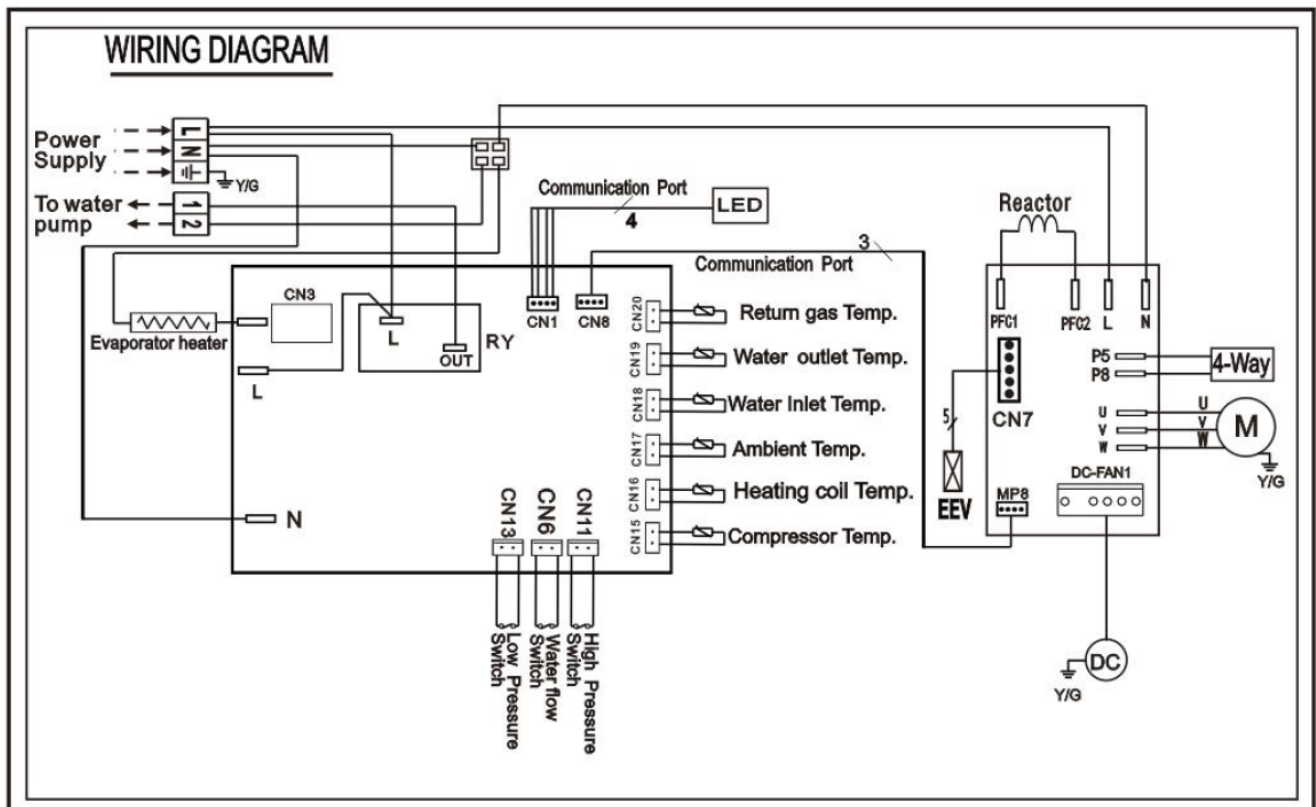 WIRING DIAGRAM
Power
Supply
L
N
Y/G
To water
pump
1
2
Communication Port
4
LED
3
Communication Port
Reactor
CN3
L
OUT
RY
CN1
CN8
Evaporator heater
L
N
CN20
Return gas Temp.
CN19
Water outlet Temp.
CN18
Water Inlet Temp.
CN17
Ambient Temp.
CN16
Heating coil Temp.
CN15
Compressor Temp.
CN13
CN6
CN11
Low Pressure
Switch
Water flow
Switch
High Pressure
Switch
PFC1
PFC2
L
N
P5
P8
4-Way
CN7
5
EEV
U
V
W
U
V
W
M
Y/G
DC-FAN1
MP8
DC
Y/G